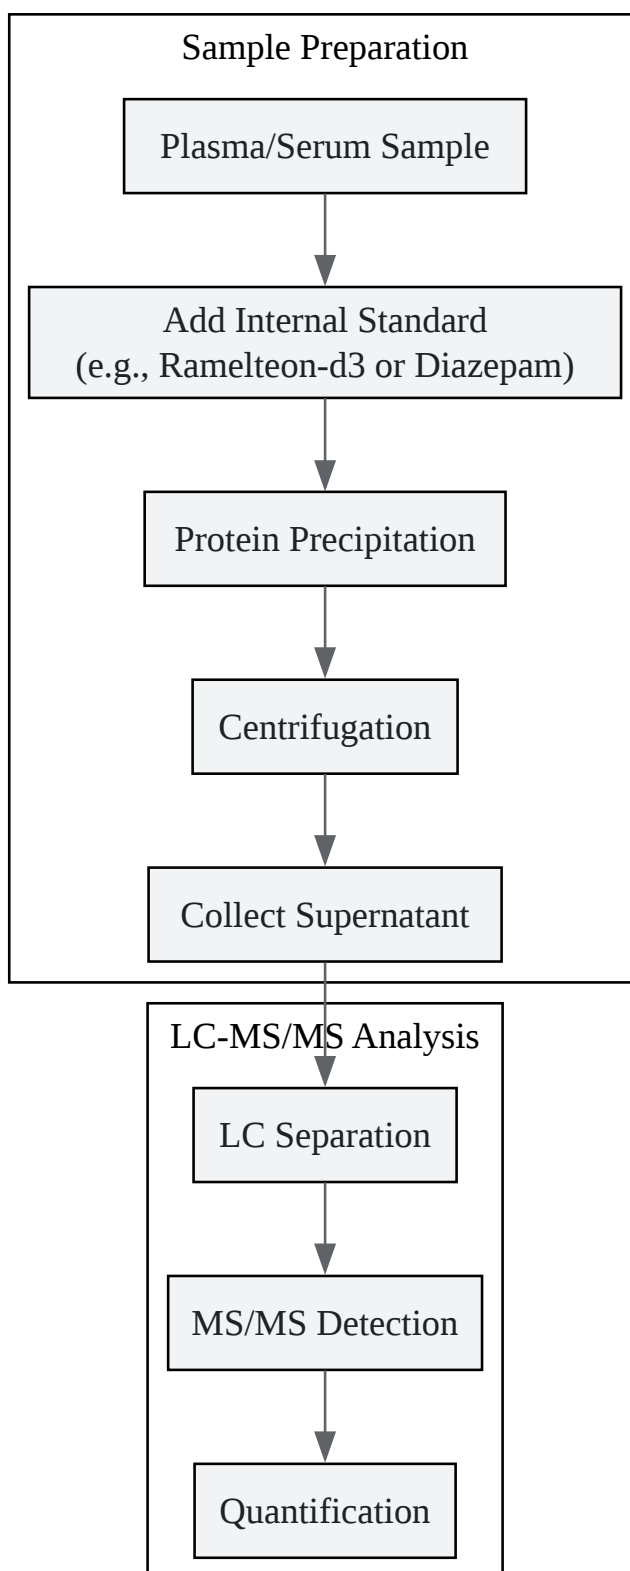 Sample Preparation
Plasma/Serum Sample
Add Internal Standard
(e.g., Ramelteon-d3 or Diazepam)
Protein Precipitation
Centrifugation
Collect Supernatant
LC-MS/MS Analysis
LC Separation
MS/MS Detection
Quantification